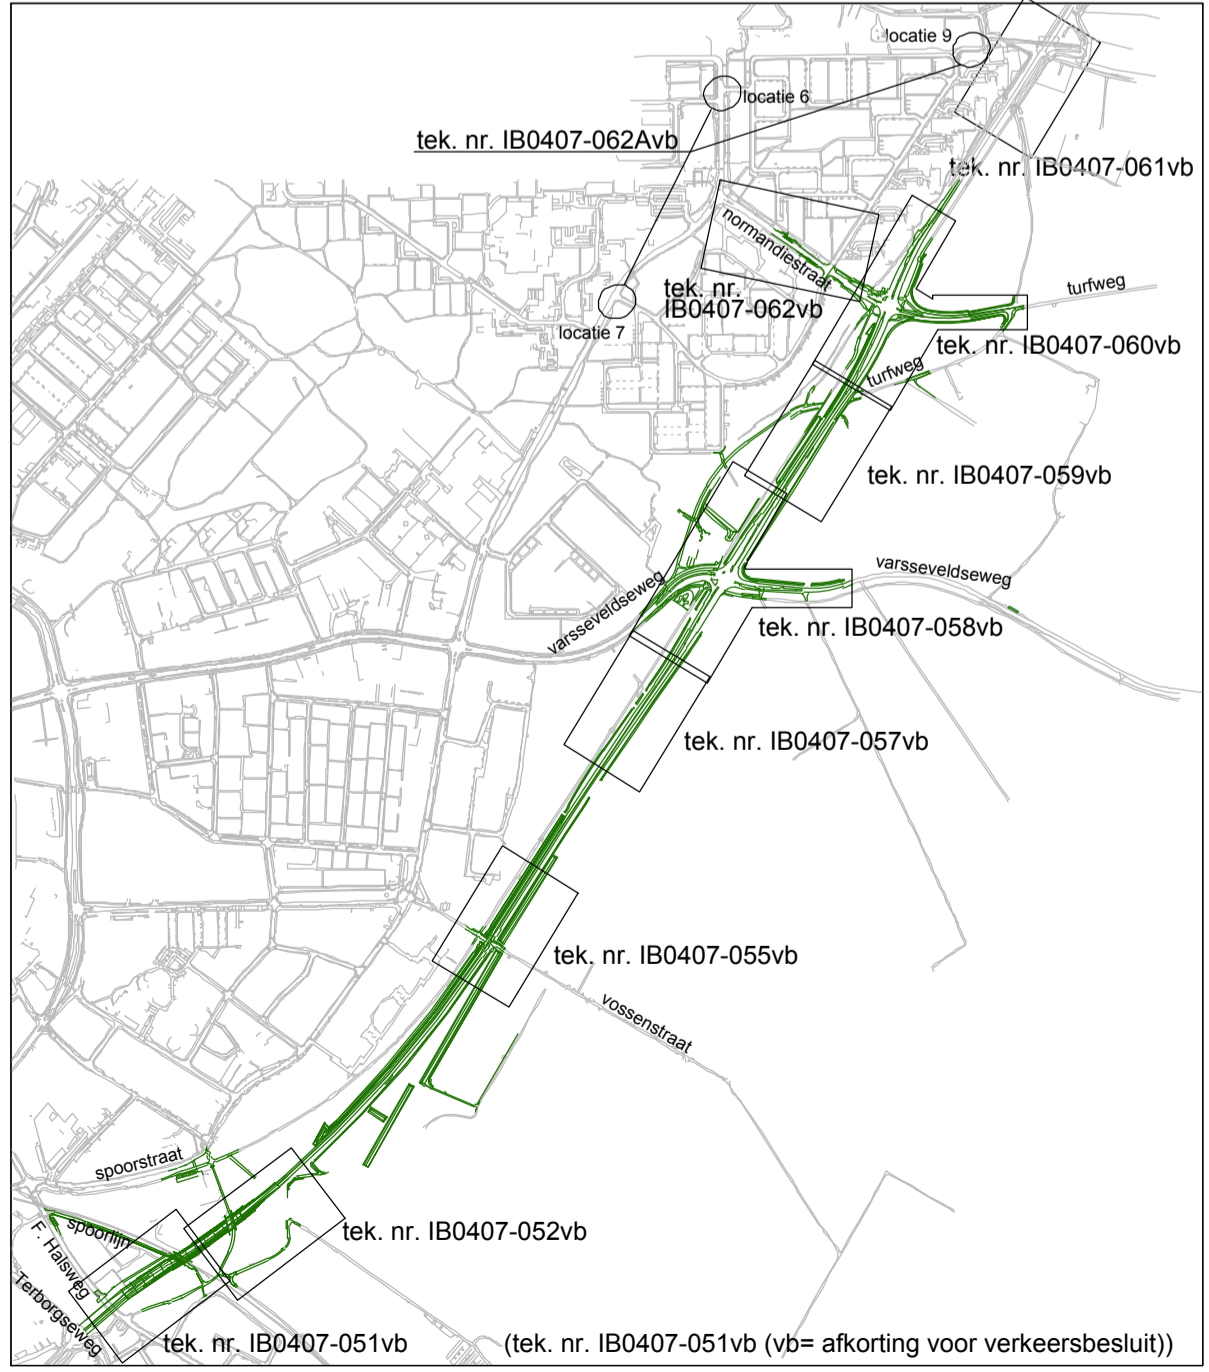 locatie 9
locatie 6
tek. nr. IB0407-062Avb
tek. nr. IB0407-061vb
normandiestraat
tek. nr.
IB0407-062vb
turfweg
locatie 7
tek. nr. IB0407-060vb
turfweg
tek. nr. IB0407-059vb
varsseveldseweg
varsseveldseweg
tek. nr. IB0407-058vb
tek. nr. IB0407-057vb
tek. nr. IB0407-055vb
vossenstraat
spoorstraat
spoorlijn
F. Halsweg
tek. nr. IB0407-052vb
Terborgseweg
tek. nr. IB0407-051vb
(tek. nr. IB0407-051vb (vb= afkorting voor verkeersbesluit))